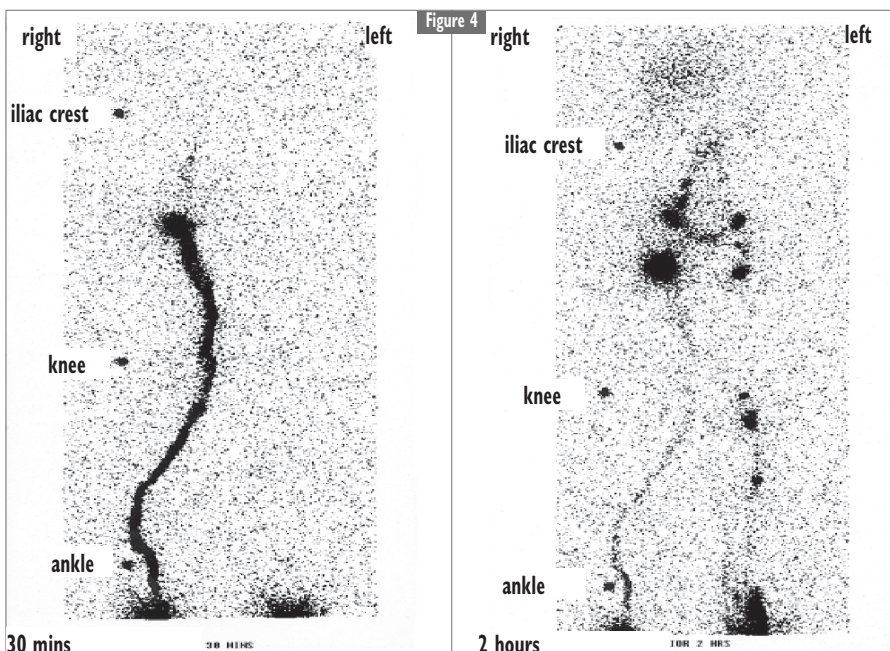 Figure 4
right
left
iliac crest
knee
ankle
30 mins
30 MINS
right
left
iliac crest
knee
ankle
2 hours
IOR 2 HRS